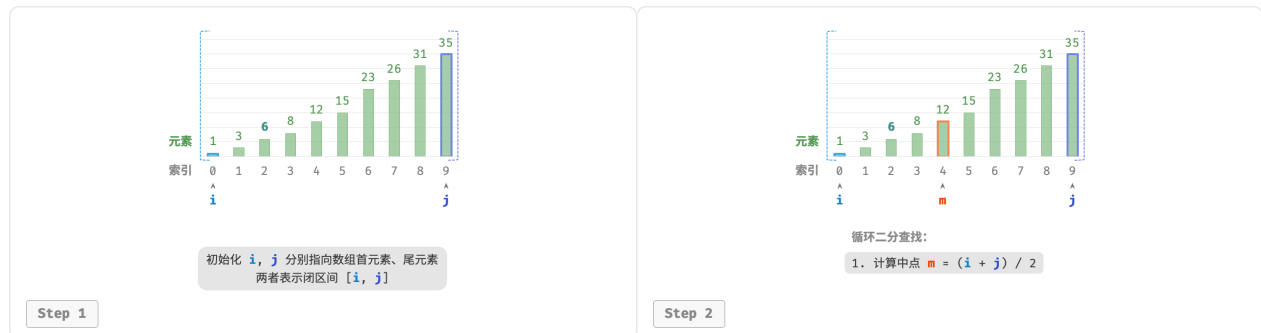 35
31
26
23
15
12
8
6
3
元素 1
索引 0 1 2 3 4 5 6 7 8 9
i j
初始化 i, j 分别指向数组首元素、尾元素
两者表示闭区间 [i, j]
Step 1
35
31
26
23
15
12
8
6
3
元素 1
索引 0 1 2 3 4 5 6 7 8 9
i m j
循环二分查找：
1. 计算中点 m = (i + j) / 2
Step 2